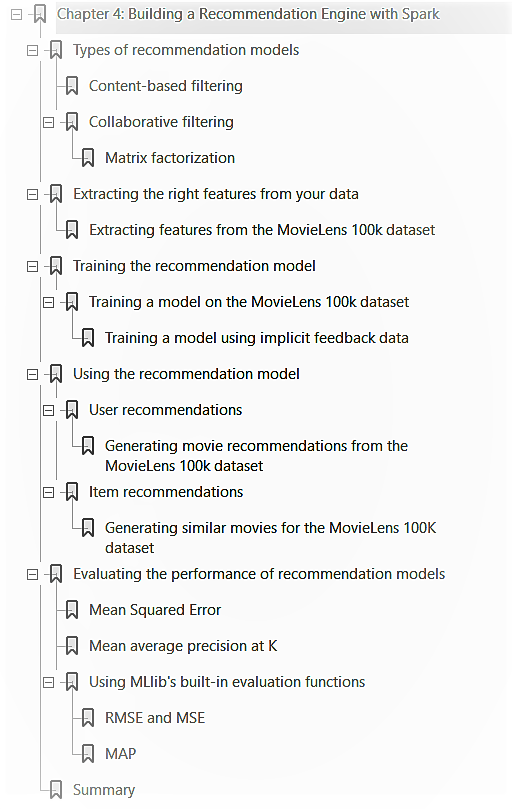 Chapter 4: Building a Recommendation Engine with Spark
Types of recommendation models
Content-based filtering
Collaborative filtering
Matrix factorization
Extracting the right features from your data
Extracting features from the MovieLens 100k dataset
Training the recommendation model
Training a model on the MovieLens 100k dataset
Training a model using implicit feedback data
Using the recommendation model
User recommendations
Generating movie recommendations from the
MovieLens 100k dataset
Item recommendations
Generating similar movies for the MovieLens 100K
dataset
Evaluating the performance of recommendation models
Mean Squared Error
Mean average precision at K
Using MLlib's built-in evaluation functions
RMSE and MSE
MAP
Summary